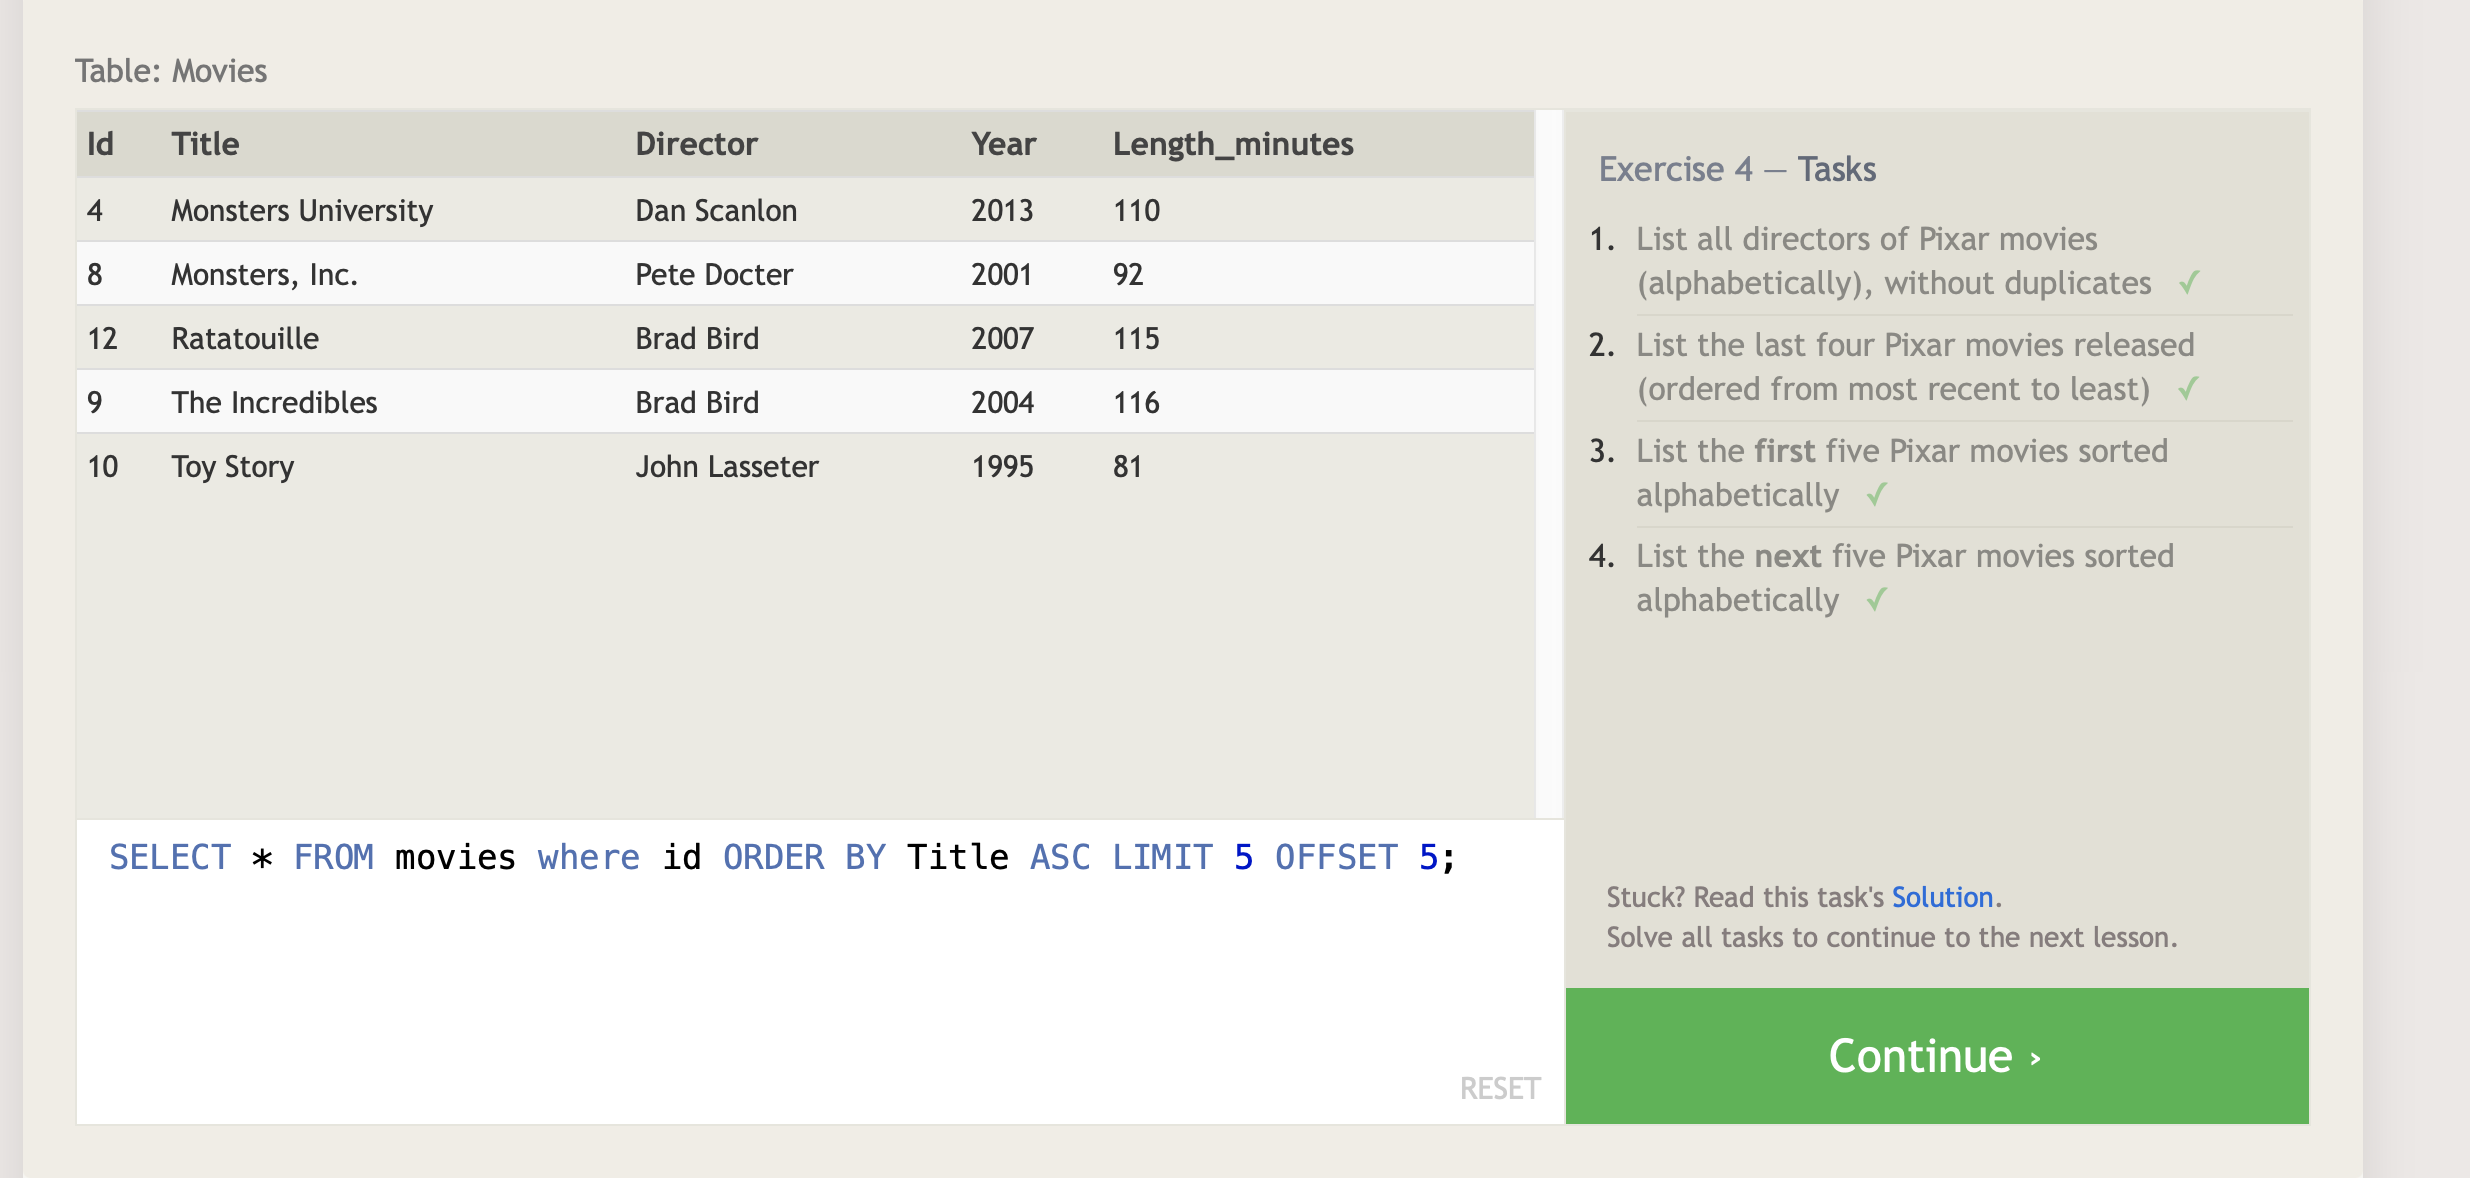 Table: Movies
Id Title Director Year Length_minutes
4 Monsters University Dan Scanlon 2013 110
8 Monsters, Inc. Pete Docter 2001 92
12 Ratatouille Brad Bird 2007 115
9 The Incredibles Brad Bird 2004 116
10 Toy Story John Lasseter 1995 81
SELECT * FROM movies where id ORDER BY Title ASC LIMIT 5 OFFSET 5;
RESET
Exercise 4 — Tasks
1. List all directors of Pixar movies
(alphabetically), without duplicates ✓
2. List the last four Pixar movies released
(ordered from most recent to least) ✓
3. List the first five Pixar movies sorted
alphabetically ✓
4. List the next five Pixar movies sorted
alphabetically ✓
Stuck? Read this task's Solution.
Solve all tasks to continue to the next lesson.
Continue ›